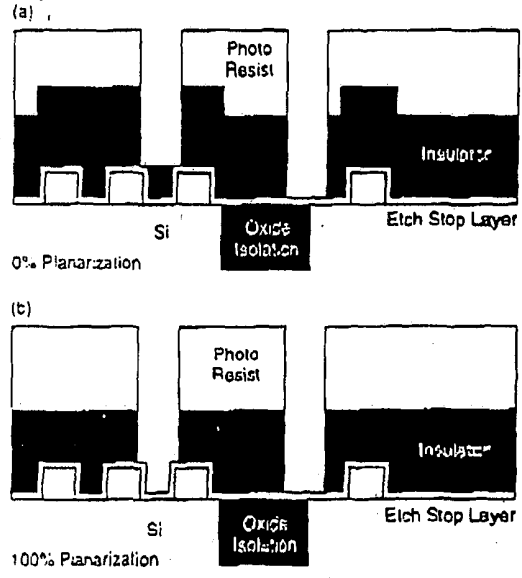 (a)
Photo
Resist
Insulator
Etch Stop Layer
Si
Oxide
Isolation
0% Planarization
(b)
Photo
Resist
Insulator
Etch Stop Layer
Si
Oxide
Isolation
100% Planarization